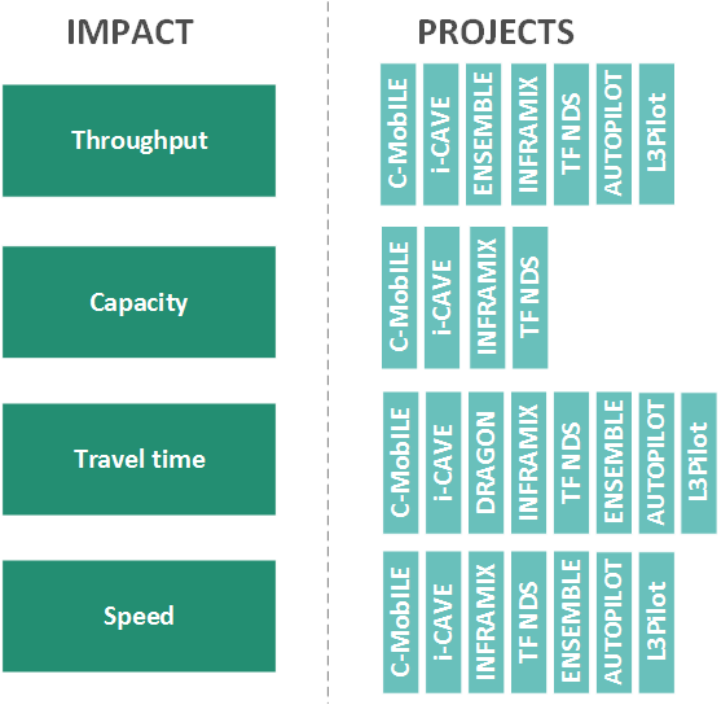 IMPACT
PROJECTS
Throughput
C-MobILE
i-CAVE
ENSEMBLE
INFRAMIX
TF NDS
AUTOPILOT
L3Pilot
Capacity
C-MobILE
i-CAVE
INFRAMIX
TF NDS
Travel time
C-MobILE
i-CAVE
DRAGON
INFRAMIX
TF NDS
ENSEMBLE
AUTOPILOT
L3Pilot
Speed
C-MobILE
i-CAVE
INFRAMIX
TF NDS
ENSEMBLE
AUTOPILOT
L3Pilot